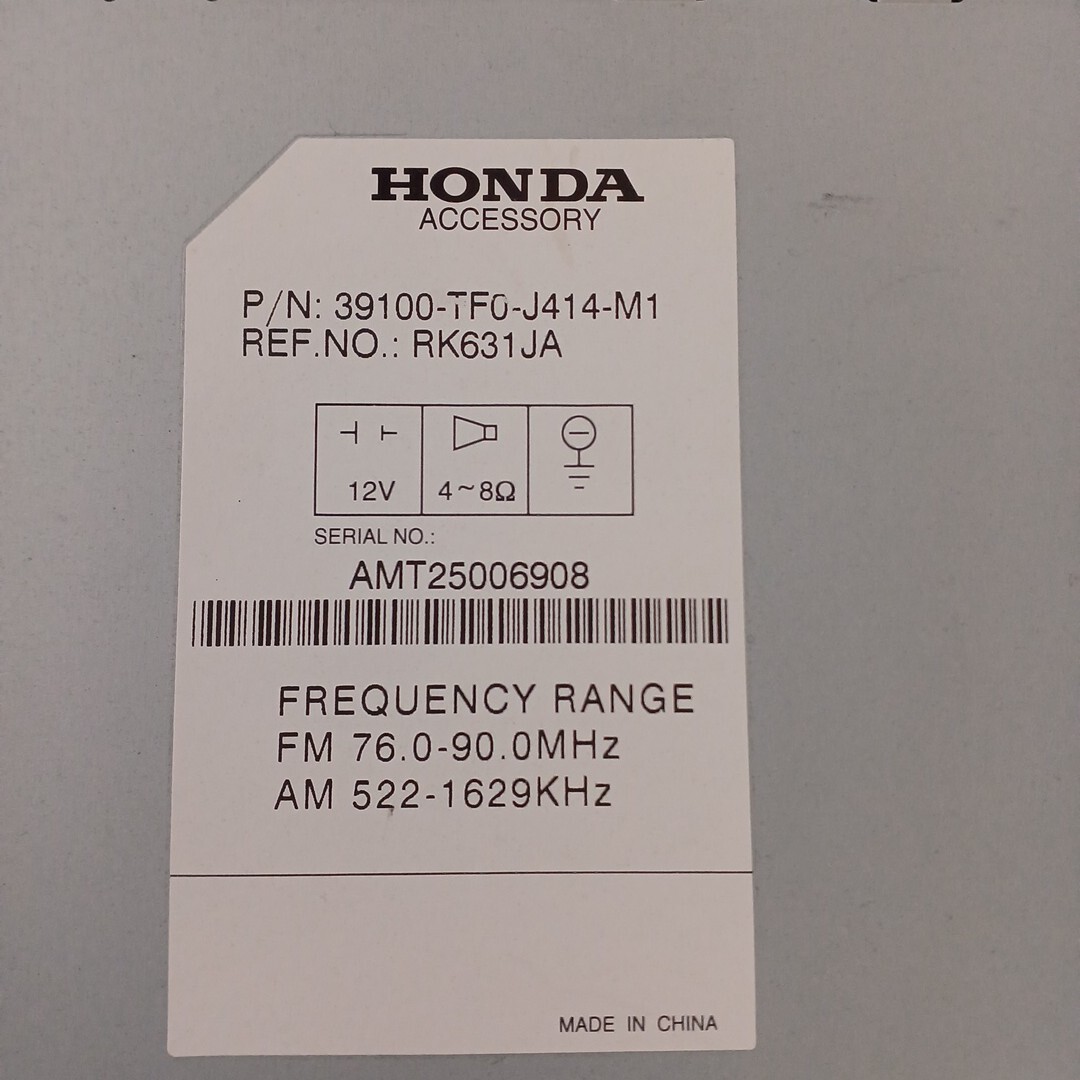 HONDA
ACCESSORY
P/N: 39100-TF0-J414-M1
REF.NO.: RK631JA
12V
4~8Ω
SERIAL NO.:
AMT25006908
FREQUENCY RANGE
FM 76.0-90.0MHz
AM 522-1629KHz
MADE IN CHINA